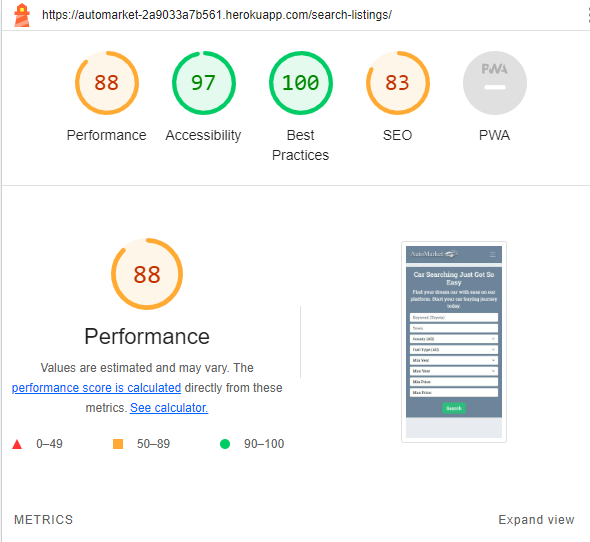 https://automarket-2a9033a7b561.herokuapp.com/search-listings/
88
97
100
83
PWA
Performance
Accessibility
Best
Practices
SEO
PWA
88
Performance
Values are estimated and may vary. The
performance score is calculated directly from these
metrics. See calculator.
0–49
50–89
90–100
AutoMarket
Car Searching Just Got So
Easy
Find your dream car with ease on our
platform. Start your car buying journey
today.
Keyword (Toyota)
Town
County (All)
Fuel Type (All)
Min Year
Max Year
Min Price
Max Price
Search
METRICS
Expand view